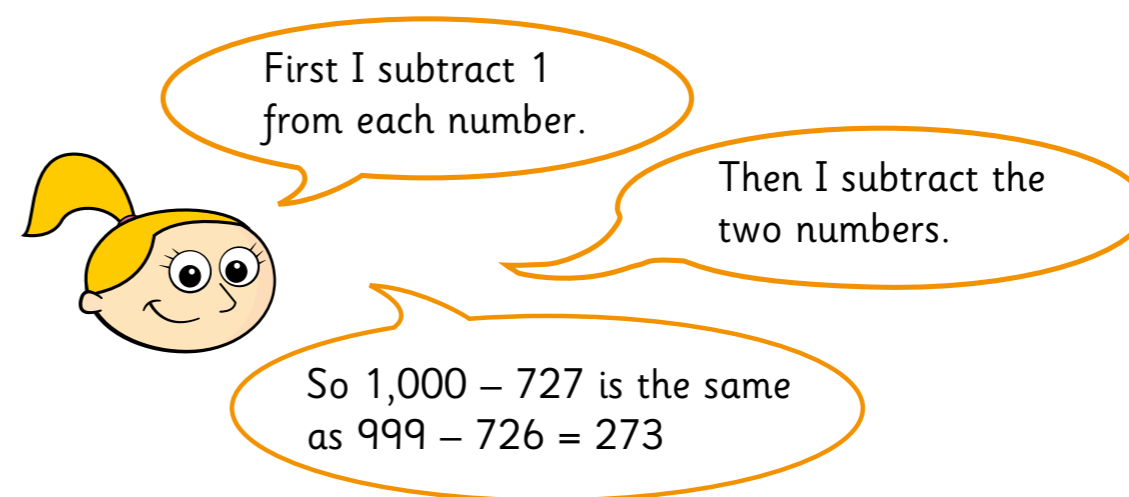 First I subtract 1
from each number.
Then I subtract the
two numbers.
So 1,000 – 727 is the same
as 999 – 726 = 273